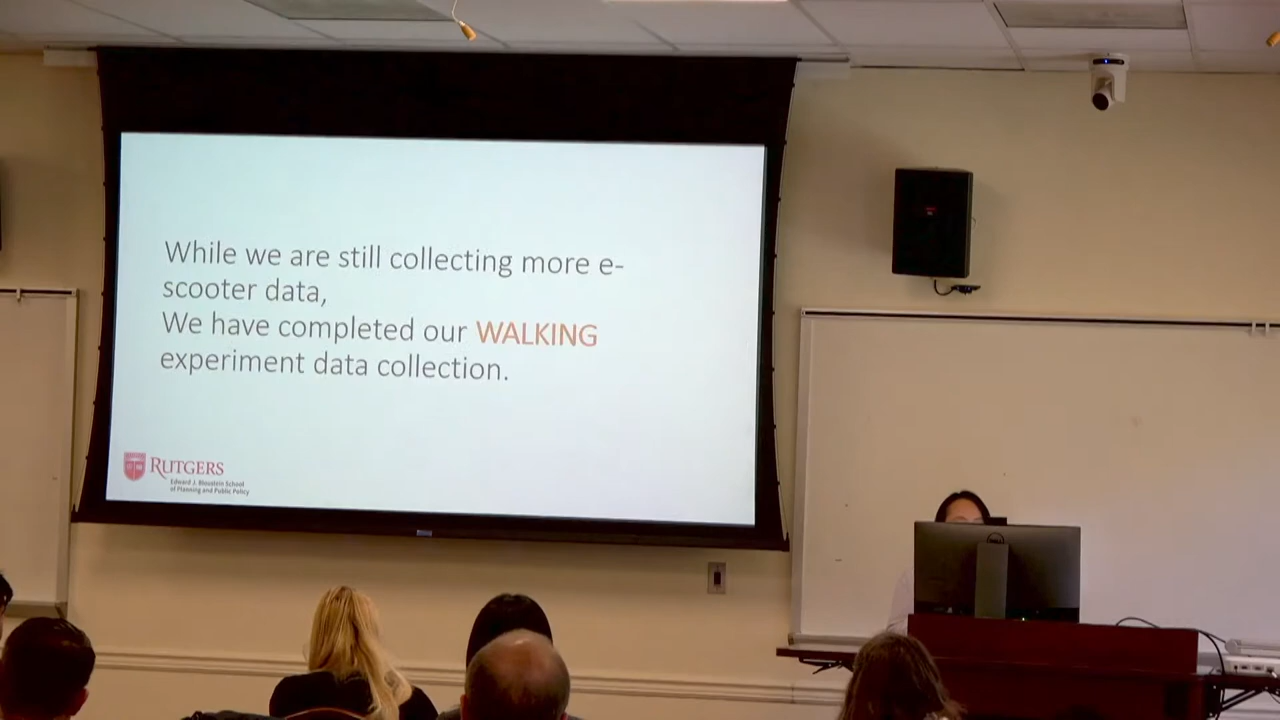 While we are still collecting more e-
scooter data,
We have completed our WALKING
experiment data collection.
RUTGERS
Edward J. Bloustein School
of Planning and Public Policy
DELL